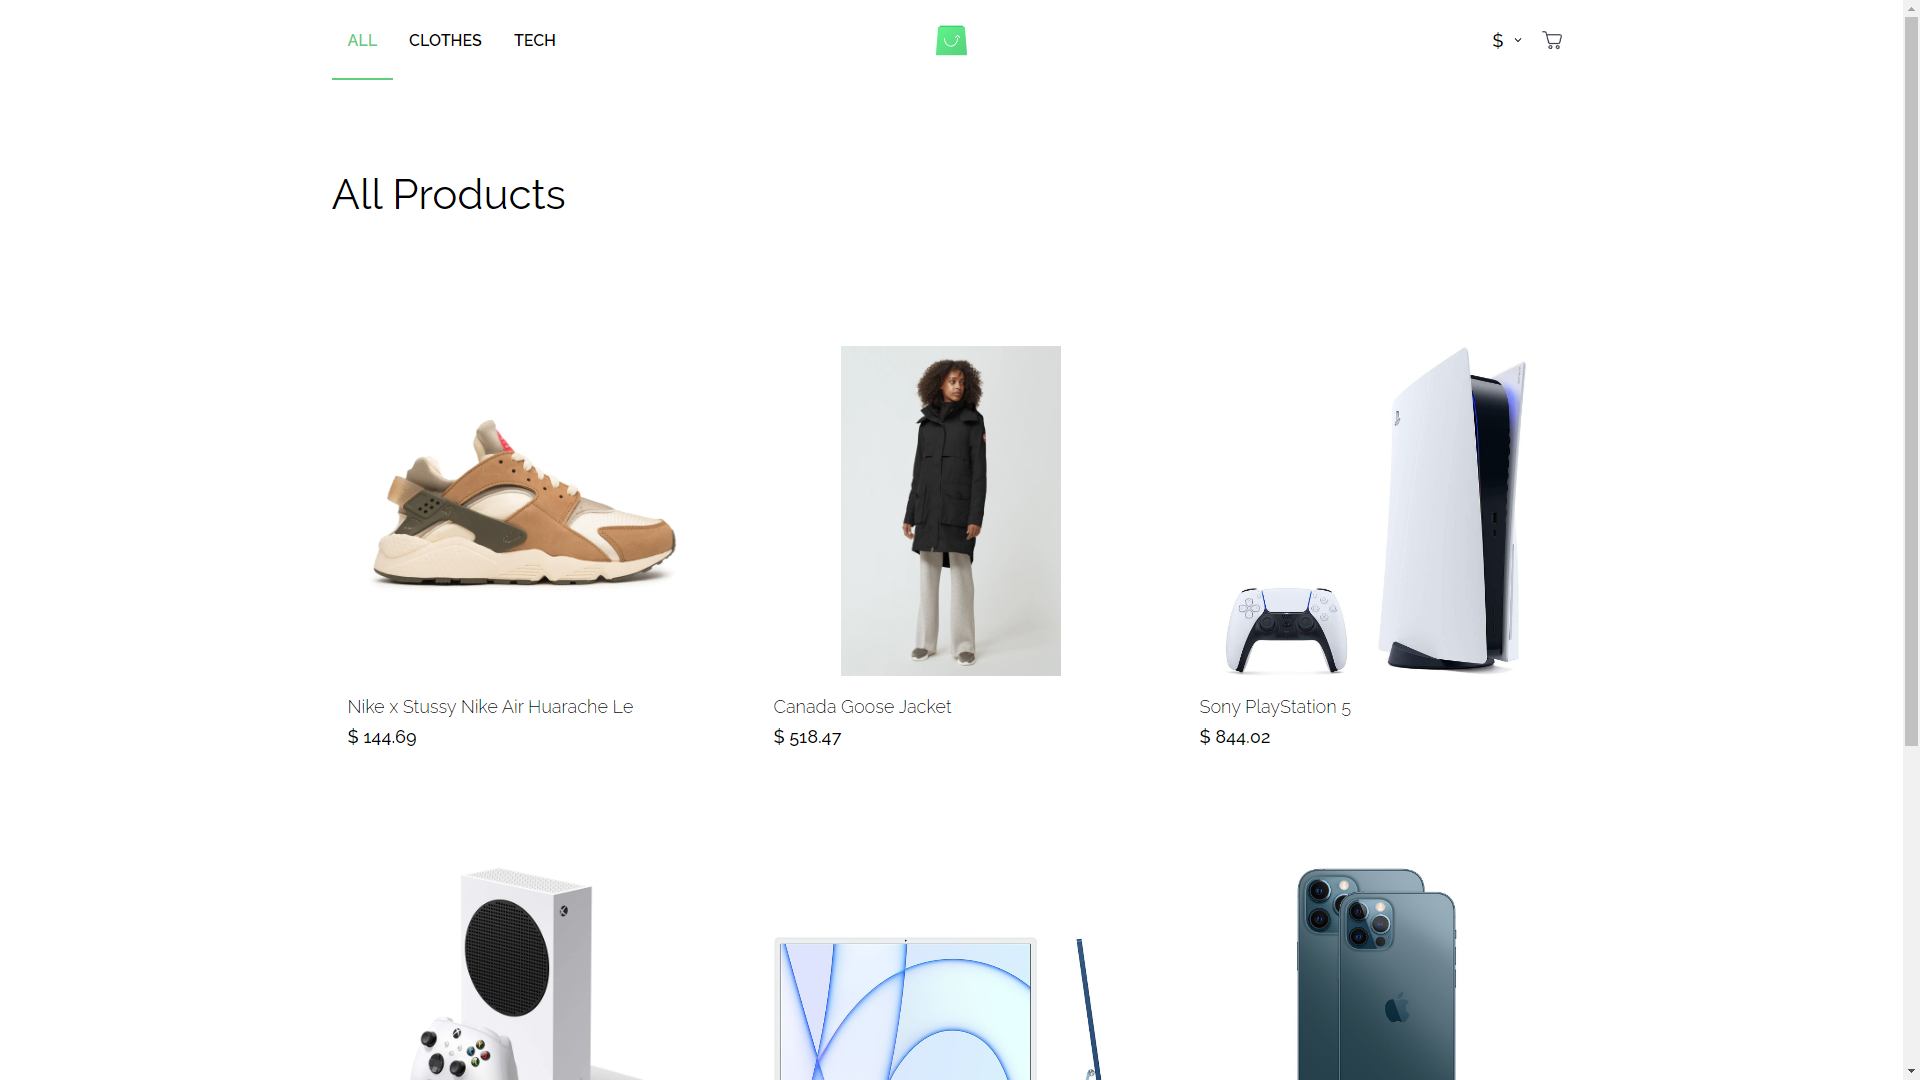 ALL CLOTHES TECH $
All Products
Nike x Stussy Nike Air Huarache Le
$ 144.69
Canada Goose Jacket
$ 518.47
Sony PlayStation 5
$ 844.02